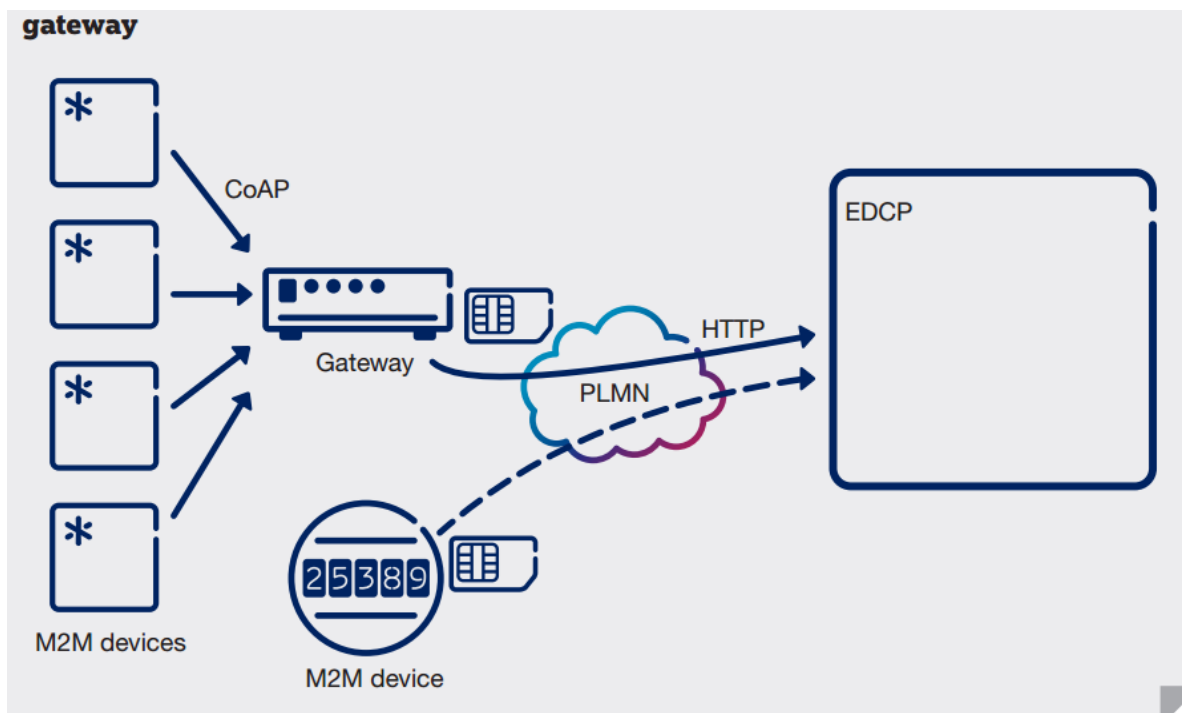 gateway
CoAP
EDCP
HTTP
Gateway
PLMN
25389
M2M devices
M2M device